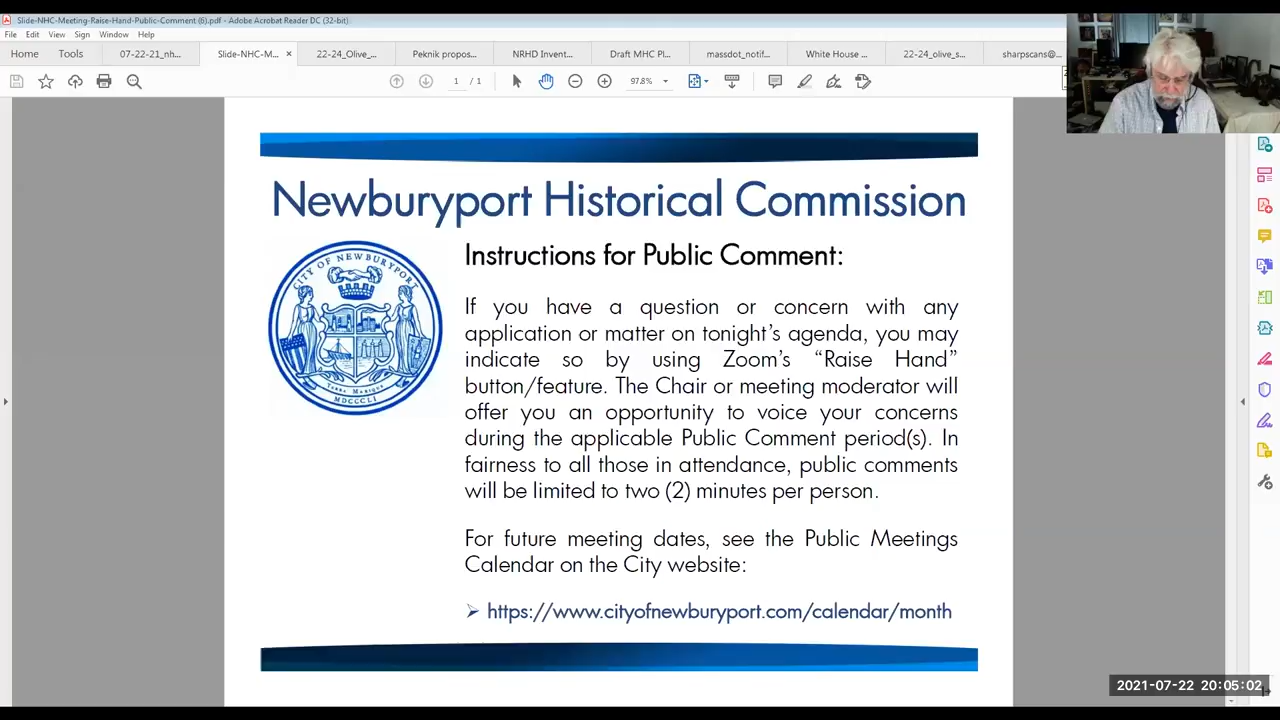 Slide-NHC-Meeting-Raise-Hand-Public-Comment (6).pdf - Adobe Acrobat Reader DC (32-bit)
File Edit View Sign Window Help
Home Tools 07-22-21_nh... Slide-NHC-M... × 22-24_Olive_... Peknik propos... NRHD Invent... Draft MHC Pl... massdot_notif... White House ... 22-24_olive_s... sharpscans@...
1 / 1 97.8%
Newburyport Historical Commission
CITY OF NEWBURYPORT
TERRA MARIQUE
MDCCCLI
Instructions for Public Comment:
If you have a question or concern with any
application or matter on tonight's agenda, you may
indicate so by using Zoom's “Raise Hand”
button/feature. The Chair or meeting moderator will
offer you an opportunity to voice your concerns
during the applicable Public Comment period(s). In
fairness to all those in attendance, public comments
will be limited to two (2) minutes per person.
For future meeting dates, see the Public Meetings
Calendar on the City website:
➢ https://www.cityofnewburyport.com/calendar/month
2021-07-22 20:05:02